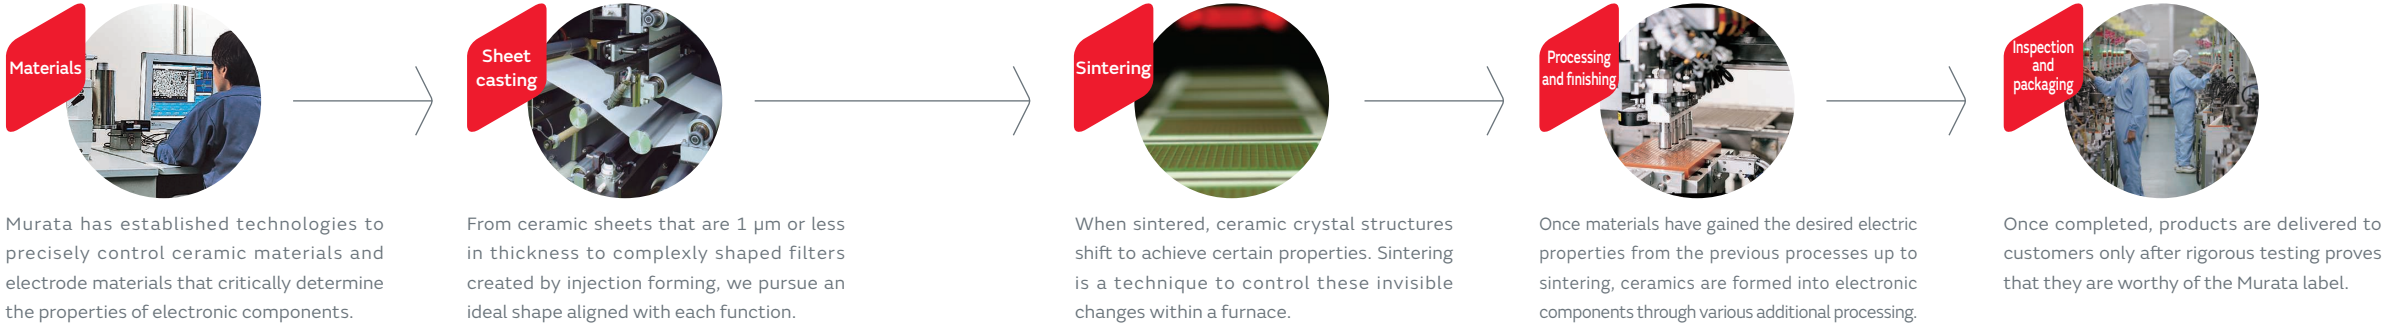 Materials
Murata has established technologies to
precisely control ceramic materials and
electrode materials that critically determine
the properties of electronic components.
Sheet
casting
From ceramic sheets that are 1 μm or less
in thickness to complexly shaped filters
created by injection forming, we pursue an
ideal shape aligned with each function.
Sintering
When sintered, ceramic crystal structures
shift to achieve certain properties. Sintering
is a technique to control these invisible
changes within a furnace.
Processing
and finishing
Once materials have gained the desired electric
properties from the previous processes up to
sintering, ceramics are formed into electronic
components through various additional processing.
Inspection
and
packaging
Once completed, products are delivered to
customers only after rigorous testing proves
that they are worthy of the Murata label.